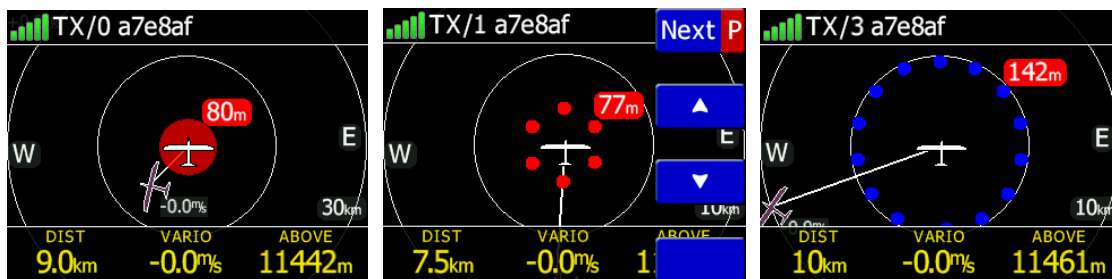 TX/0 a7e8af
80m
W
E
-0.0m/s
30km
DIST VARIO ABOVE
9.0km -0.0m/s 11442m
TX/1 a7e8af
Next P
77m
W
E
10km
DIST VARIO ABOVE
7.5km -0.0m/s 1
TX/3 a7e8af
142m
W
E
10km
DIST VARIO ABOVE
10km -0.0m/s 11461m